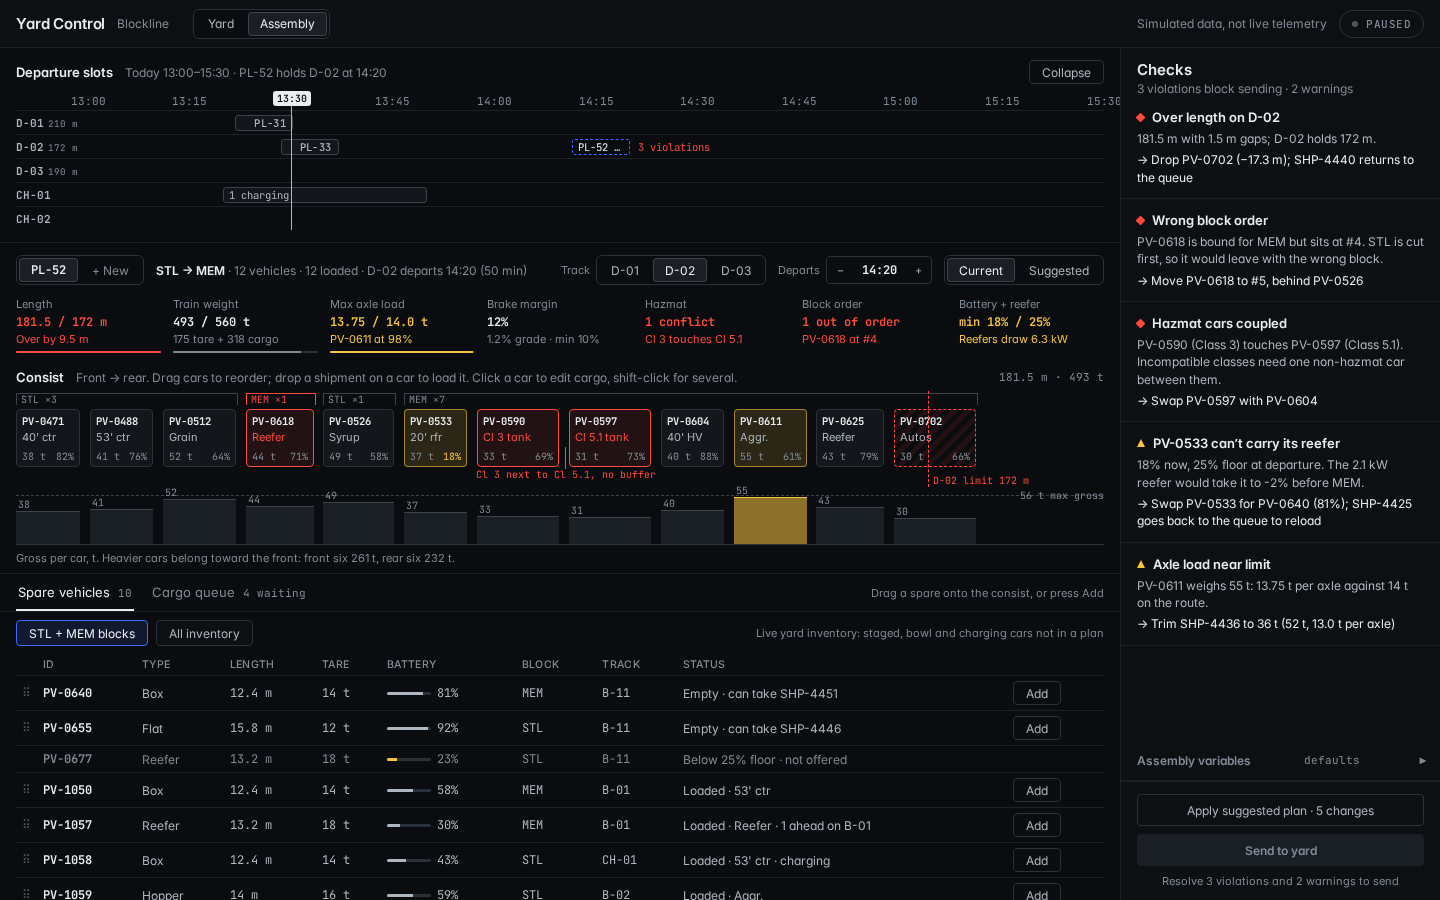 Yard Control Blockline Yard Assembly Simulated data, not live telemetry PAUSED
Departure slots Today 13:00–15:30 · PL-52 holds D-02 at 14:20 Collapse
13:00 13:15 13:30 13:45 14:00 14:15 14:30 14:45 15:00 15:15 15:30
D-01 210 m PL-31
D-02 172 m PL-33 PL-52 … 3 violations
D-03 190 m
CH-01 1 charging
CH-02
PL-52 + New STL → MEM · 12 vehicles · 12 loaded · D-02 departs 14:20 (50 min) Track D-01 D-02 D-03 Departs − 14:20 + Current Suggested
Length Train weight Max axle load Brake margin Hazmat Block order Battery + reefer
181.5 / 172 m 493 / 560 t 13.75 / 14.0 t 12% 1 conflict 1 out of order min 18% / 25%
Over by 9.5 m 175 tare + 318 cargo PV-0611 at 98% 1.2% grade · min 10% Cl 3 touches Cl 5.1 PV-0618 at #4 Reefers draw 6.3 kW
Consist Front → rear. Drag cars to reorder; drop a shipment on a car to load it. Click a car to edit cargo, shift-click for several. 181.5 m · 493 t
STL ×3 MEM ×1 STL ×1 MEM ×7
PV-0471 PV-0488 PV-0512 PV-0618 PV-0526 PV-0533 PV-0590 PV-0597 PV-0604 PV-0611 PV-0625 PV-0702
40' ctr 53' ctr Grain Reefer Syrup 20' rfr Cl 3 tank Cl 5.1 tank 40' HV Aggr. Reefer Autos
38 t 82% 41 t 76% 52 t 64% 44 t 71% 49 t 58% 37 t 18% 33 t 69% 31 t 73% 40 t 88% 55 t 61% 43 t 79% 30 t 66%
Cl 3 next to Cl 5.1, no buffer
D-02 limit 172 m
56 t max gross
38 41 52 44 49 37 33 31 40 55 43 30
Gross per car, t. Heavier cars belong toward the front: front six 261 t, rear six 232 t.
Spare vehicles 10 Cargo queue 4 waiting Drag a spare onto the consist, or press Add
STL + MEM blocks All inventory Live yard inventory: staged, bowl and charging cars not in a plan
ID TYPE LENGTH TARE BATTERY BLOCK TRACK STATUS
PV-0640 Box 12.4 m 14 t 81% MEM B-11 Empty · can take SHP-4451 Add
PV-0655 Flat 15.8 m 12 t 92% STL B-11 Empty · can take SHP-4446 Add
PV-0677 Reefer 13.2 m 18 t 23% STL B-11 Below 25% floor · not offered
PV-1050 Box 12.4 m 14 t 58% MEM B-01 Loaded · 53' ctr Add
PV-1057 Reefer 13.2 m 18 t 30% MEM B-01 Loaded · Reefer · 1 ahead on B-01 Add
PV-1058 Box 12.4 m 14 t 43% STL CH-01 Loaded · 53' ctr · charging Add
PV-1059 Hopper 14 m 16 t 59% STL B-02 Loaded · Aggr. Add
Checks
3 violations block sending · 2 warnings
Over length on D-02
181.5 m with 1.5 m gaps; D-02 holds 172 m.
→ Drop PV-0702 (−17.3 m); SHP-4440 returns to
the queue
Wrong block order
PV-0618 is bound for MEM but sits at #4. STL is cut
first, so it would leave with the wrong block.
→ Move PV-0618 to #5, behind PV-0526
Hazmat cars coupled
PV-0590 (Class 3) touches PV-0597 (Class 5.1).
Incompatible classes need one non-hazmat car
between them.
→ Swap PV-0597 with PV-0604
PV-0533 can’t carry its reefer
18% now, 25% floor at departure. The 2.1 kW
reefer would take it to -2% before MEM.
→ Swap PV-0533 for PV-0640 (81%); SHP-4425
goes back to the queue to reload
Axle load near limit
PV-0611 weighs 55 t: 13.75 t per axle against 14 t
on the route.
→ Trim SHP-4436 to 36 t (52 t, 13.0 t per axle)
Assembly variables defaults
Apply suggested plan · 5 changes
Send to yard
Resolve 3 violations and 2 warnings to send